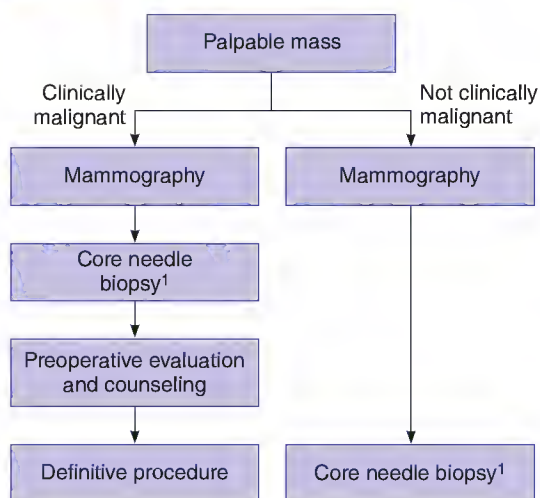 Palpable mass
Clinically
malignant
Not clinically
malignant
Mammography
Mammography
Core needle
biopsy¹
Preoperative evaluation
and counseling
Definitive procedure
Core needle biopsy¹